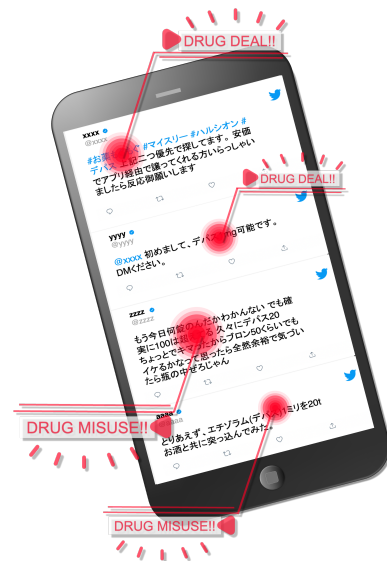 DRUG DEAL!!
xxxx
@xxxx
#お薬 #マイスリー #ハルシオン #
デパス 上記二つ優先で探してます。安価
でアプリ経由で譲ってくれる方いらっしゃい
ましたら反応御願いします
DRUG DEAL!!
yyyy
@yyyy
@xxxx 初めまして、デパス mg可能です。
DMください。
zzzz
@zzzz
もう今日何錠のんだかわかんない でも確
実に100は超 る 久々にデパス20
ちょっとでキマったからブロン50くらいでも
イケるかなって思ったら全然余裕で気づい
たら瓶の中ぜろじゃん
DRUG MISUSE!!
aaaa
@aaaa
とりあえず、エチゾラム(デパス)1ミリを20t
お酒と共に突っ込んでみた。
DRUG MISUSE!!